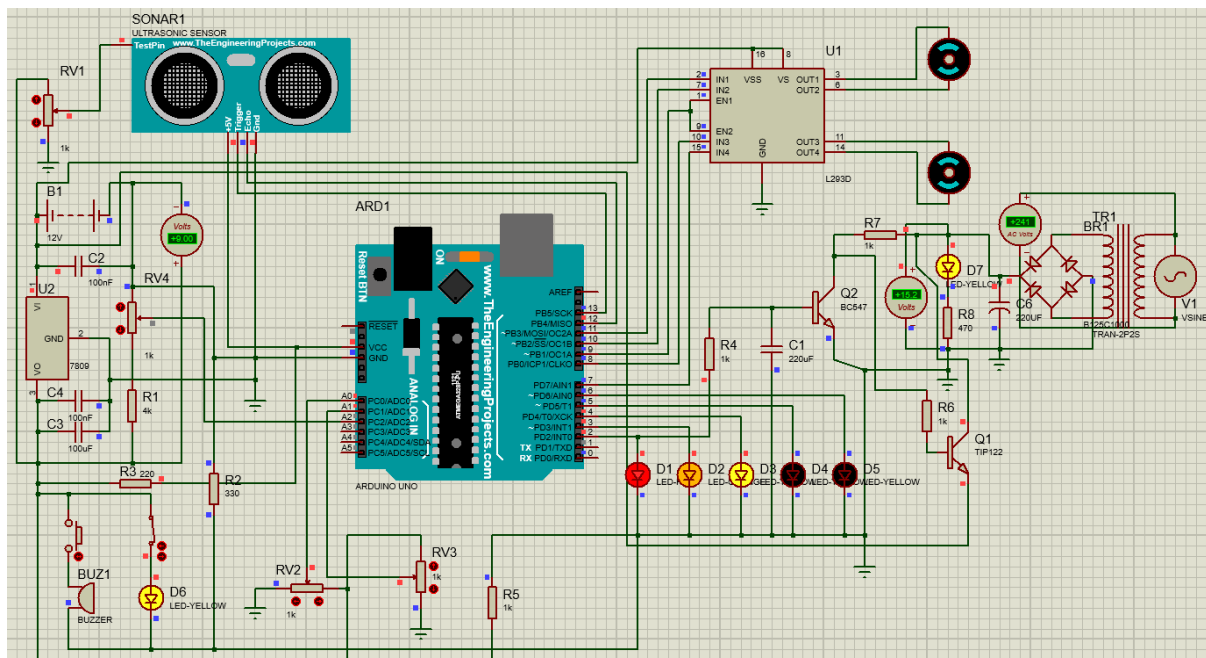 SONAR1
ULTRASONIC SENSOR
TestPin
www.TheEngineeringProjects.com
+5V
Trigger
Echo
Gnd
RV1
1k
B1
12V
Volts
+9.00
C2
100nF
U2
VI
VO
GND
1
2
3
7809
RV4
1k
C4
100nF
C3
100uF
R1
4k
R3
220
R2
330
BUZ1
BUZZER
D6
LED-YELLOW
RV2
1k
RV3
1k
R5
1k
ARD1
Reset BTN
ON
ANALOG IN
www.TheEngineeringProjects.com
ARDUINO UNO
RESET
VCC
GND
A0
A1
A2
A3
A4
A5
PC0/ADC0
PC1/ADC1
PC2/ADC2
PC4/ADC4/SDA
AREF
PB5/SCK
13
PB4/MISO
12
~PB3/MOSI/OC2A
11
~PB2/SS/OC1B
10
~PB1/OC1A
9
PB0/ICP1/CLKO
8
PD7/AIN1
7
~PD6/AIN0
6
~PD5/T1
5
PD4/T0/XCK
4
~PD3/INT1
3
PD2/INT0
2
TX
PD1/TXD
1
RX
PD0/RXD
0
U1
16
8
VSS
VS
2
IN1
7
IN2
1
EN1
9
EN2
10
IN3
15
IN4
OUT1
3
OUT2
6
OUT3
11
OUT4
14
GND
L293D
R4
1k
C1
220uF
Q2
BC547
R7
1k
+15.2
Volts
D7
LED-YELLOW
R8
470
C6
220UF
+241
AC Volts
TR1
BR1
B125C1000
TRAN-2P2S
V1
VSINE
R6
1k
Q1
TIP122
D1
D2
D3
D4
D5
LED-YELLOW